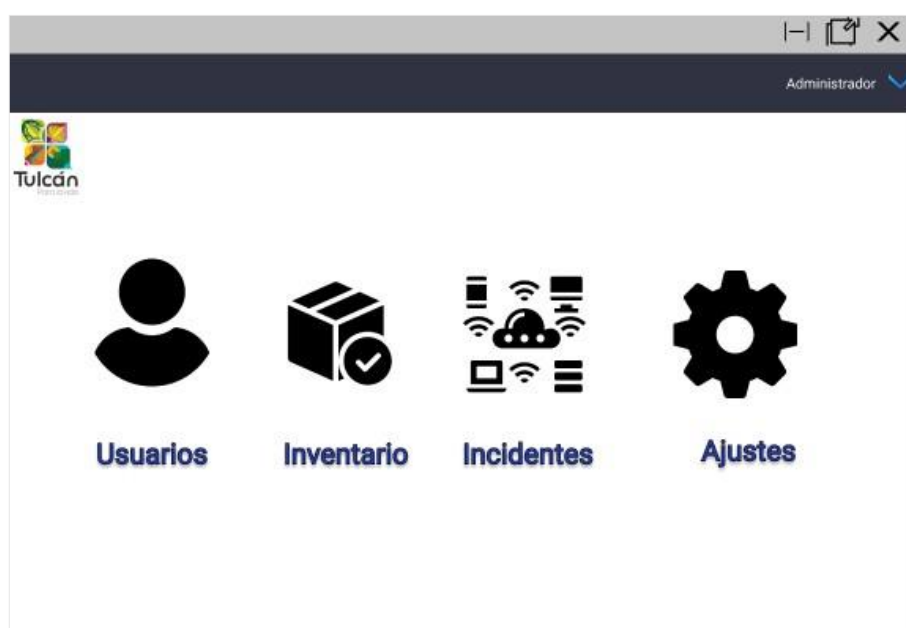 Administrador
Tulcán
Usuarios
Inventario
Incidentes
Ajustes